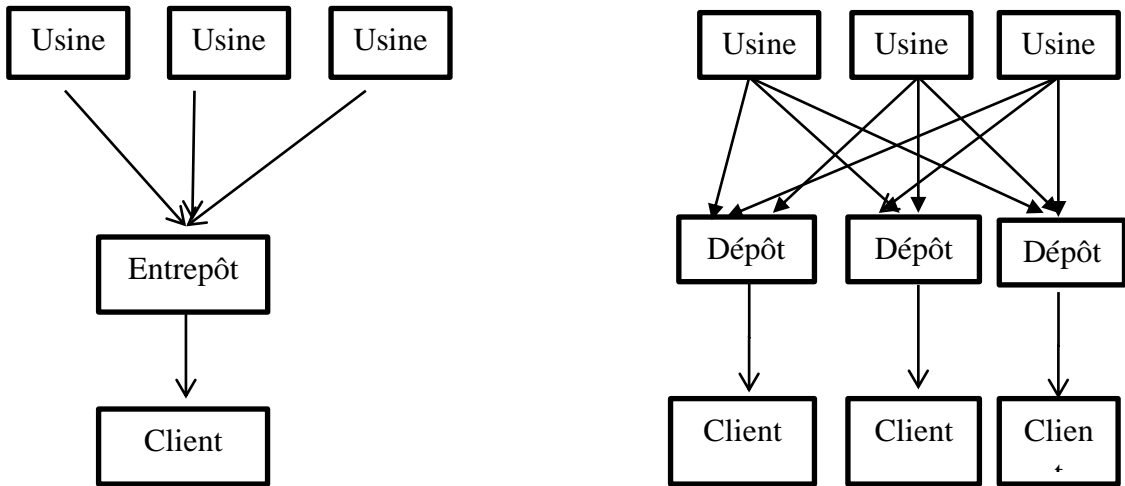 Usine Usine Usine
Usine Usine Usine
Entrepôt
Dépôt Dépôt Dépôt
Client
Client Client Clien
t